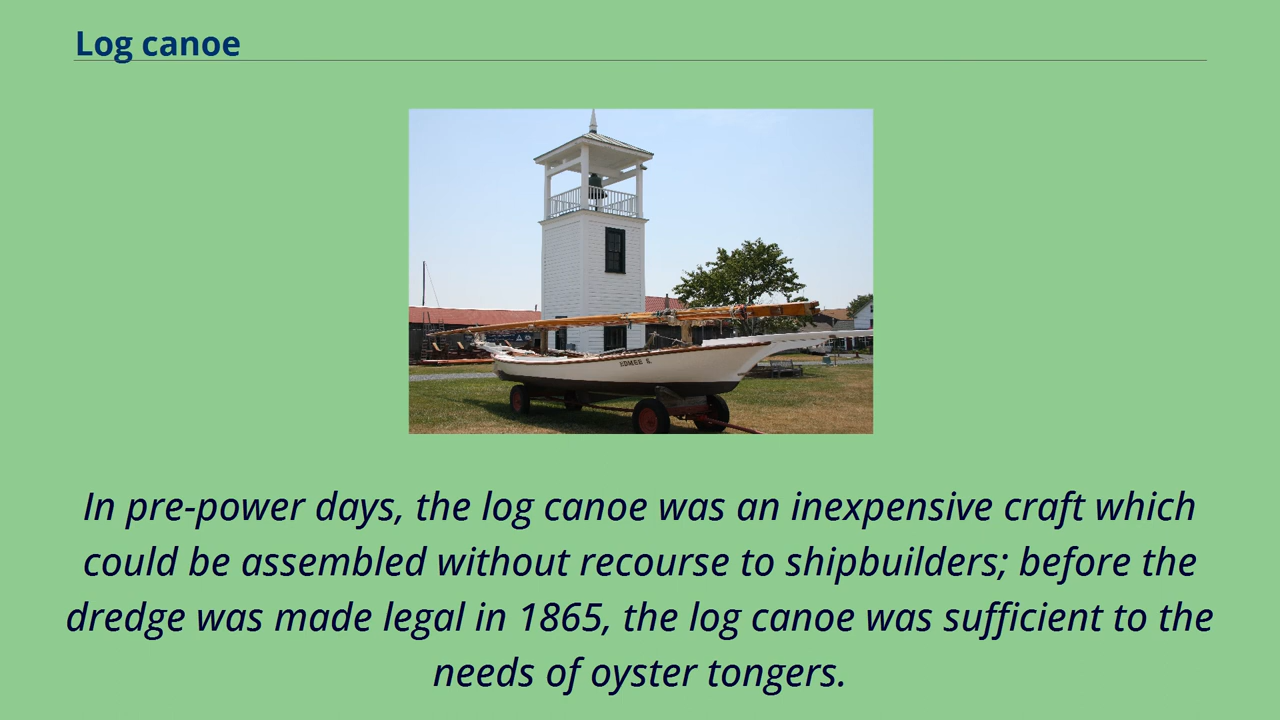 Log canoe
In pre-power days, the log canoe was an inexpensive craft which
could be assembled without recourse to shipbuilders; before the
dredge was made legal in 1865, the log canoe was sufficient to the
needs of oyster tongers.